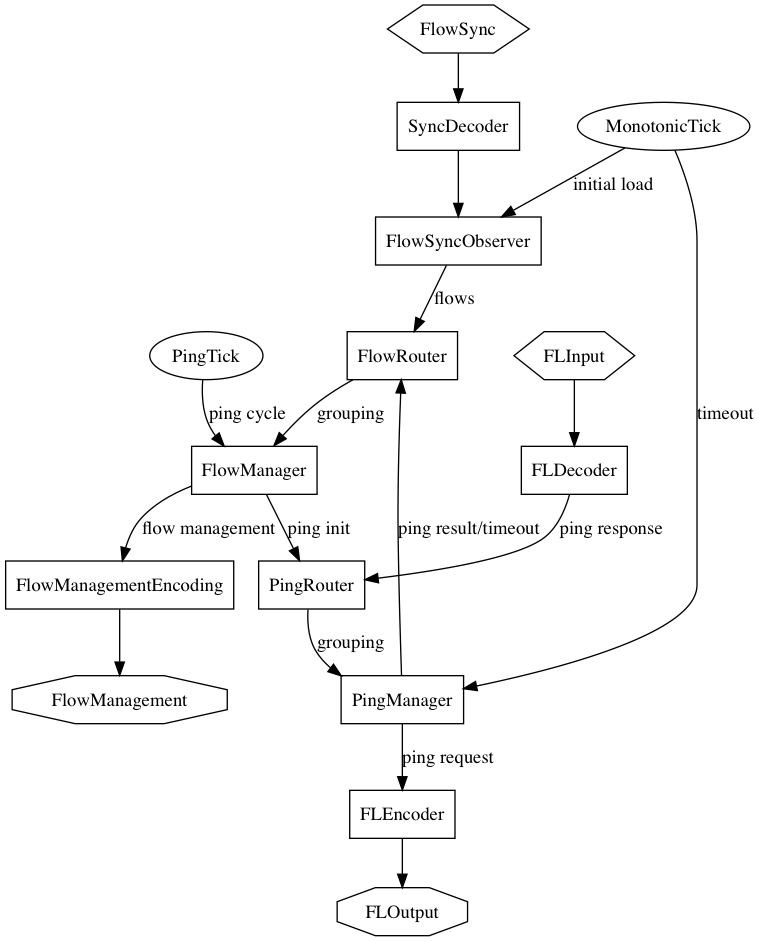 FlowSync
SyncDecoder
MonotonicTick
initial load
FlowSyncObserver
flows
PingTick
FlowRouter
FLInput
ping cycle
grouping
timeout
FlowManager
FLDecoder
flow management
ping init
ping result/timeout
ping response
FlowManagementEncoding
PingRouter
grouping
FlowManagement
PingManager
ping request
FLEncoder
FLOutput